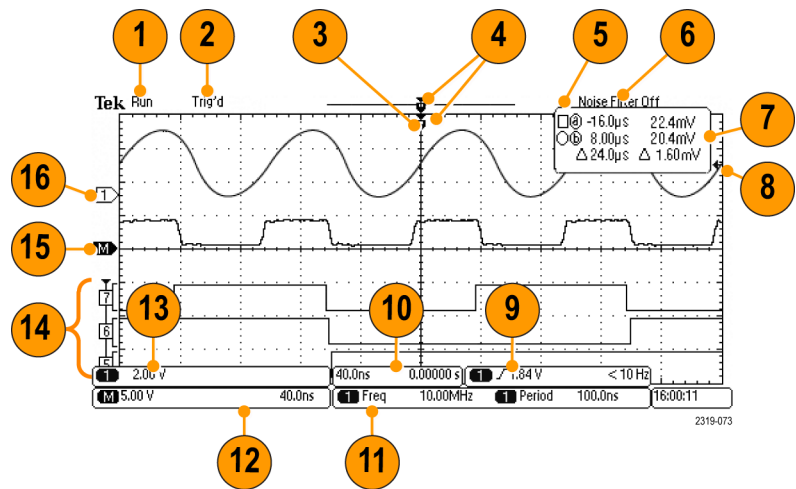 1 2 3 4 5 6
Tek Run Trig'd Noise Filter Off
ⓐ -16.0µs 22.4mV
ⓑ 8.00µs 20.4mV
Δ24.0µs Δ 1.60mV
7
8
16
1
15
M
14
7
6
5
13 10 9
1 2.00 V 40.0ns 0.00000 s 1 1.84 V < 10 Hz
M 5.00 V 40.0ns 1 Freq 10.00MHz 1 Period 100.0ns 16:00:11
2319-073
12 11